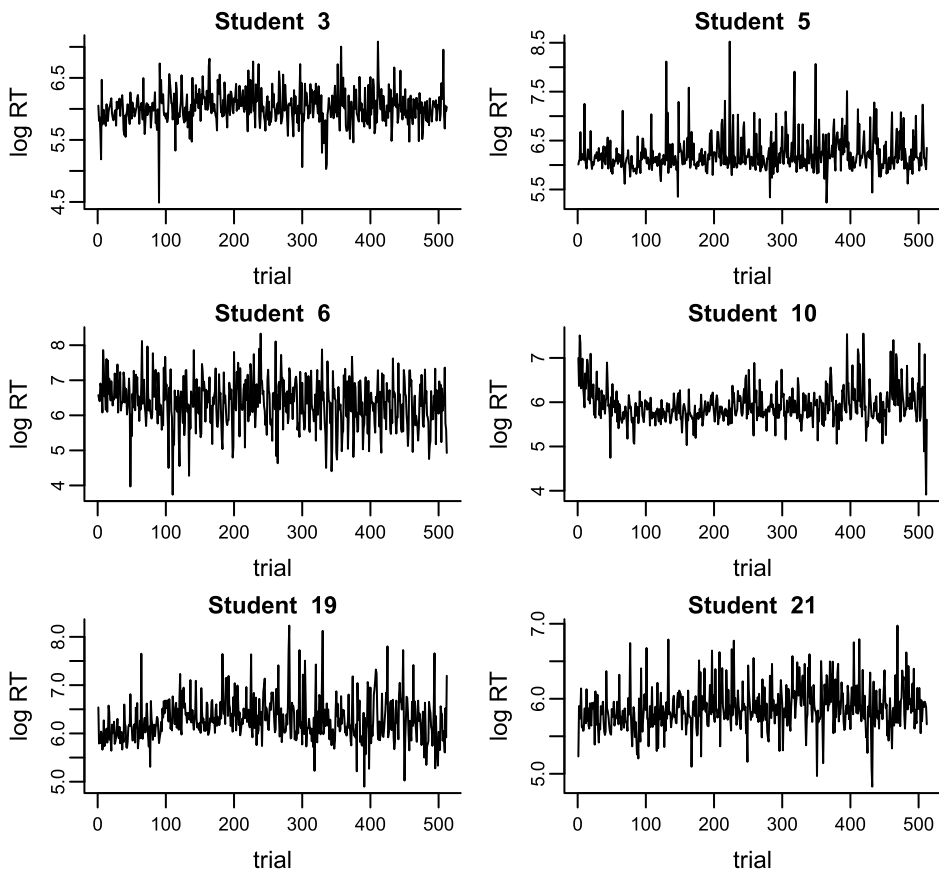 Student 3
log RT
4.5 5.5 6.5
0 100 200 300 400 500
trial
Student 5
log RT
5.5 6.5 7.5 8.5
0 100 200 300 400 500
trial
Student 6
log RT
4 5 6 7 8
0 100 200 300 400 500
trial
Student 10
log RT
4 5 6 7
0 100 200 300 400 500
trial
Student 19
log RT
5.0 6.0 7.0 8.0
0 100 200 300 400 500
trial
Student 21
log RT
5.0 6.0 7.0
0 100 200 300 400 500
trial